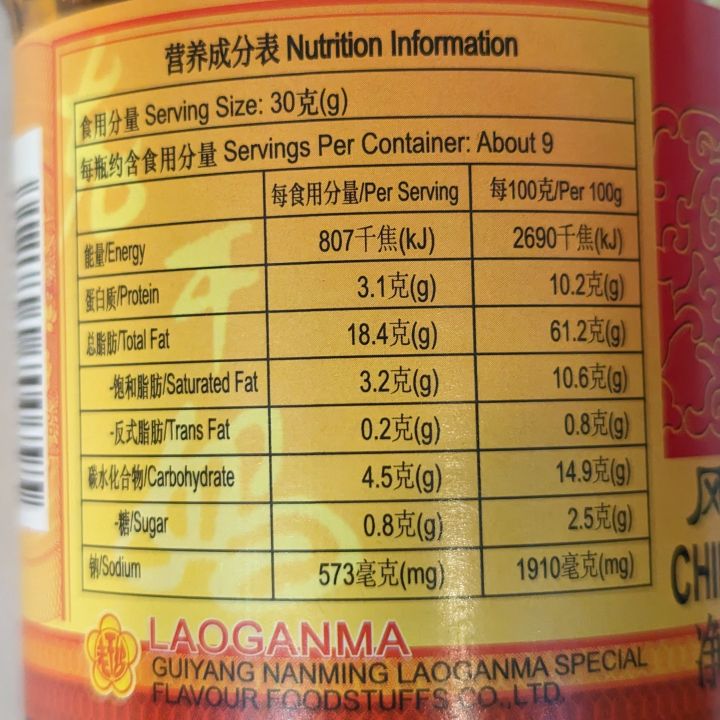 营养成分表 Nutrition Information
食用分量 Serving Size: 30克(g)
每瓶约含食用分量 Servings Per Container: About 9
每食用分量/Per Serving 每100克/Per 100g
能量/Energy 807千焦(kJ) 2690千焦(kJ)
蛋白质/Protein 3.1克(g) 10.2克(g)
总脂肪/Total Fat 18.4克(g) 61.2克(g)
-饱和脂肪/Saturated Fat 3.2克(g) 10.6克(g)
-反式脂肪/Trans Fat 0.2克(g) 0.8克(g)
碳水化合物/Carbohydrate 4.5克(g) 14.9克(g)
-糖/Sugar 0.8克(g) 2.5克(g)
钠/Sodium 573毫克(mg) 1910毫克(mg)
风
CHI
净
老干妈
LAOGANMA
GUIYANG NANMING LAOGANMA SPECIAL
FLAVOUR FOODSTUFFS CO.,LTD.